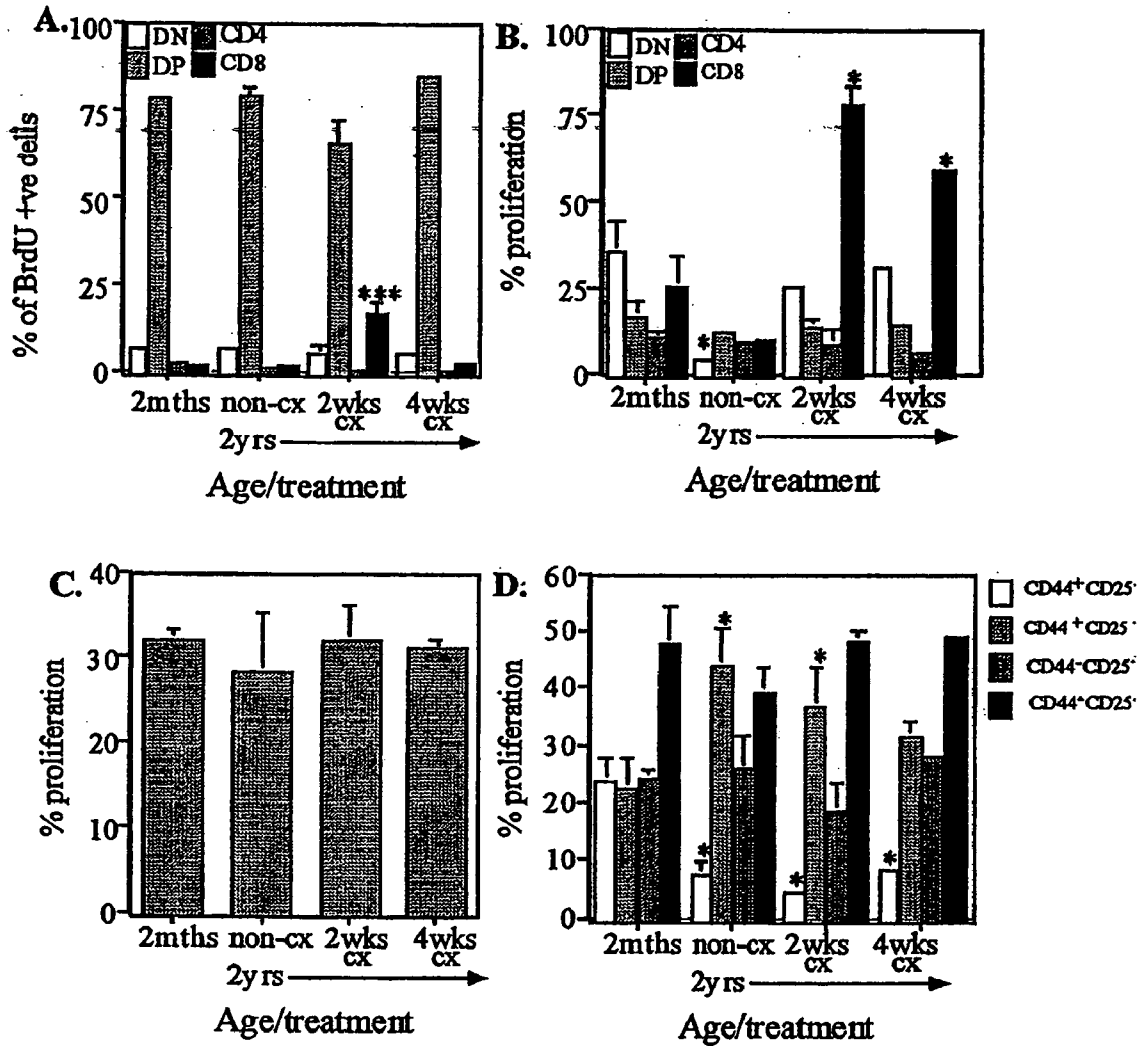 A.
100
75
50
25
0
% of BrdU +ve dells
DN CD4
DP CD8
***
2mths non-cx 2wks 4wks
cx cx
2yrs
Age/treatment
B.
100
75
50
25
0
% proliferation
DN CD4
DP CD8
* * *
2mths non-cx 2wks 4wks
cx cx
2yrs
Age/treatment
C.
40
30
20
10
0
% proliferation
2mths non-cx 2wks 4wks
cx cx
2yrs
Age/treatment
D:
60
50
40
30
20
10
0
% proliferation
* * * * *
2mths non-cx 2wks 4wks
cx cx
2yrs
Age/treatment
CD44+CD25-
CD44+CD25-
CD44-CD25-